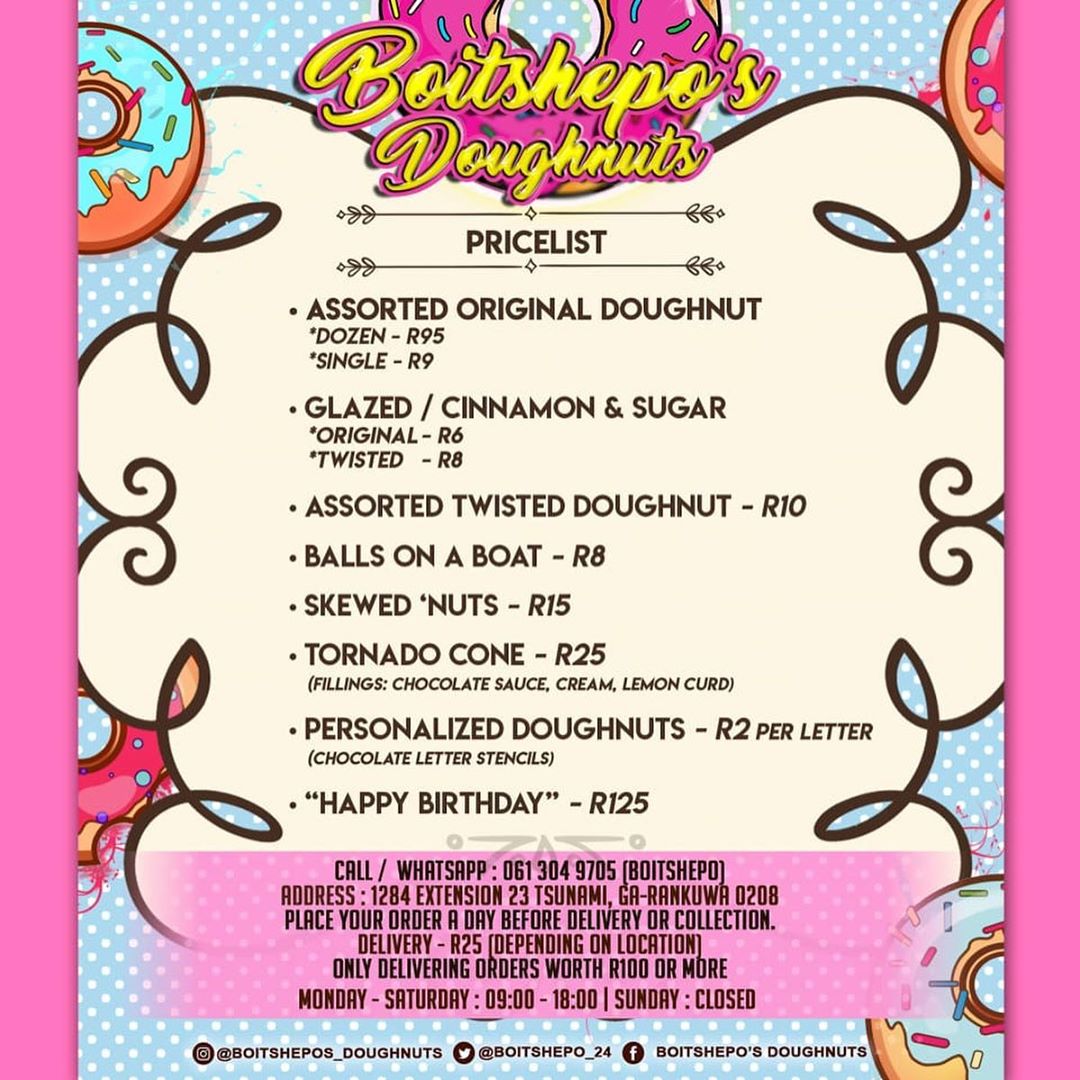 Boitshepo's
Doughnuts
PRICELIST
• ASSORTED ORIGINAL DOUGHNUT
*DOZEN - R95
*SINGLE - R9
• GLAZED / CINNAMON & SUGAR
*ORIGINAL - R6
*TWISTED - R8
• ASSORTED TWISTED DOUGHNUT - R10
• BALLS ON A BOAT - R8
• SKEWED ‘NUTS - R15
• TORNADO CONE - R25
(FILLINGS: CHOCOLATE SAUCE, CREAM, LEMON CURD)
• PERSONALIZED DOUGHNUTS - R2 PER LETTER
(CHOCOLATE LETTER STENCILS)
• “HAPPY BIRTHDAY” - R125
CALL / WHATSAPP : 061 304 9705 (BOITSHEPO)
ADDRESS : 1284 EXTENSION 23 TSUNAMI, GA-RANKUWA 0208
PLACE YOUR ORDER A DAY BEFORE DELIVERY OR COLLECTION.
DELIVERY - R25 (DEPENDING ON LOCATION)
ONLY DELIVERING ORDERS WORTH R100 OR MORE
MONDAY - SATURDAY : 09:00 - 18:00 | SUNDAY : CLOSED
@BOITSHEPOS_DOUGHNUTS @BOITSHEPO_24 BOITSHEPO'S DOUGHNUTS